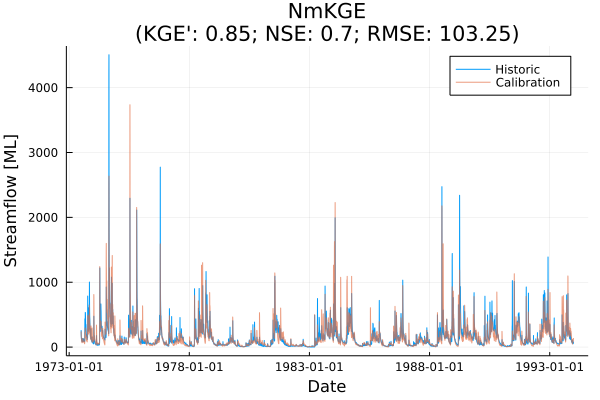 NmKGE
(KGE': 0.85; NSE: 0.7; RMSE: 103.25)
Historic
Calibration
Streamflow [ML]
4000
3000
2000
1000
0
1973-01-01 1978-01-01 1983-01-01 1988-01-01 1993-01-01
Date